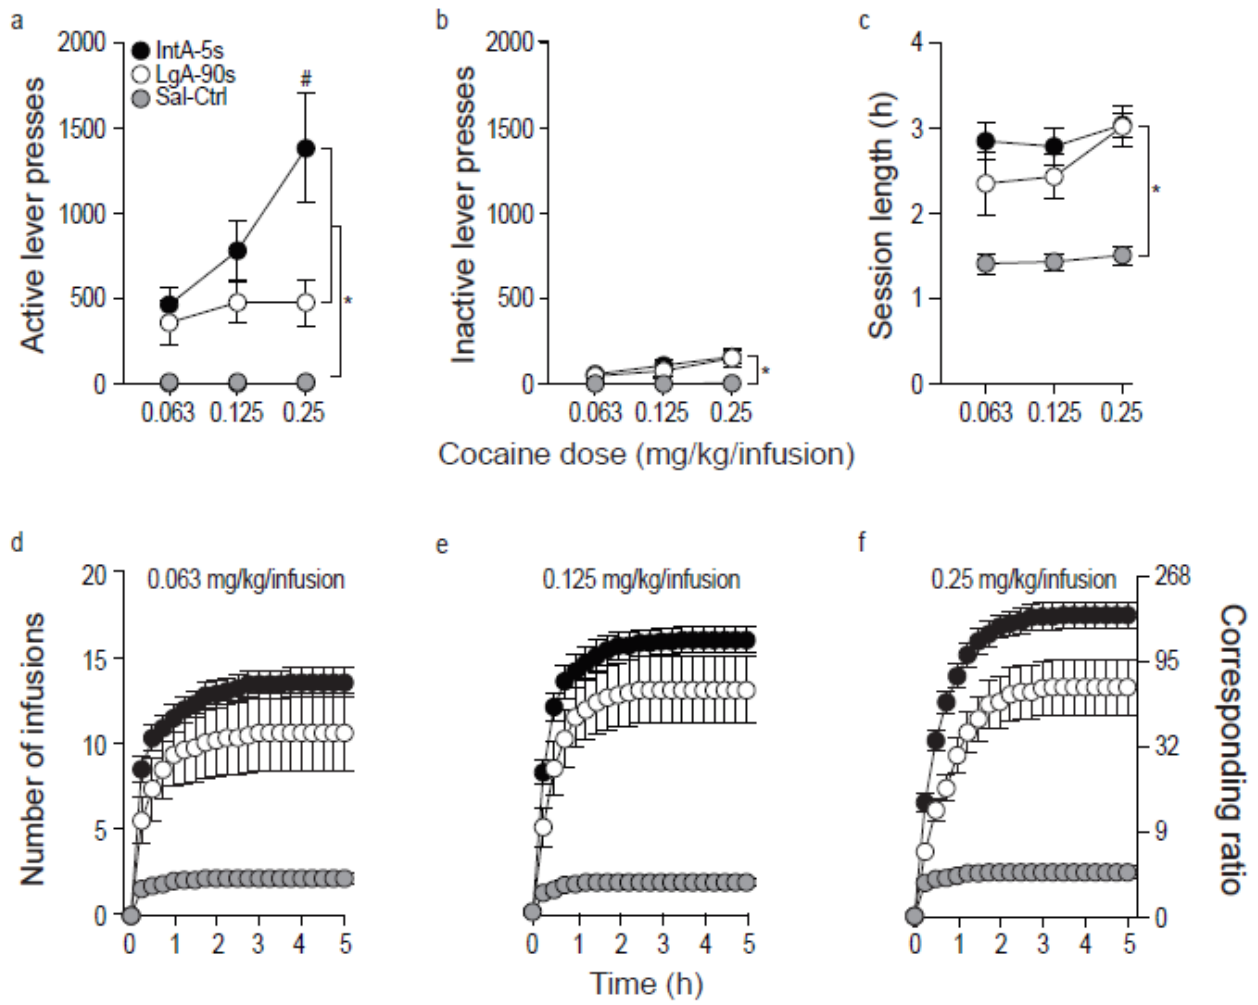 a
b
c
2000
1500
1000
500
0
Active lever presses
IntA-5s
LgA-90s
Sal-Ctrl
#
*
0.063 0.125 0.25
2000
1500
1000
500
0
Inactive lever presses
*
0.063 0.125 0.25
4
3
2
1
0
Session length (h)
*
0.063 0.125 0.25
Cocaine dose (mg/kg/infusion)
d
e
f
20
15
10
5
0
Number of infusions
0.063 mg/kg/infusion
0 1 2 3 4 5
0.125 mg/kg/infusion
0 1 2 3 4 5
0.25 mg/kg/infusion
268
95
32
9
0
Corresponding ratio
0 1 2 3 4 5
Time (h)